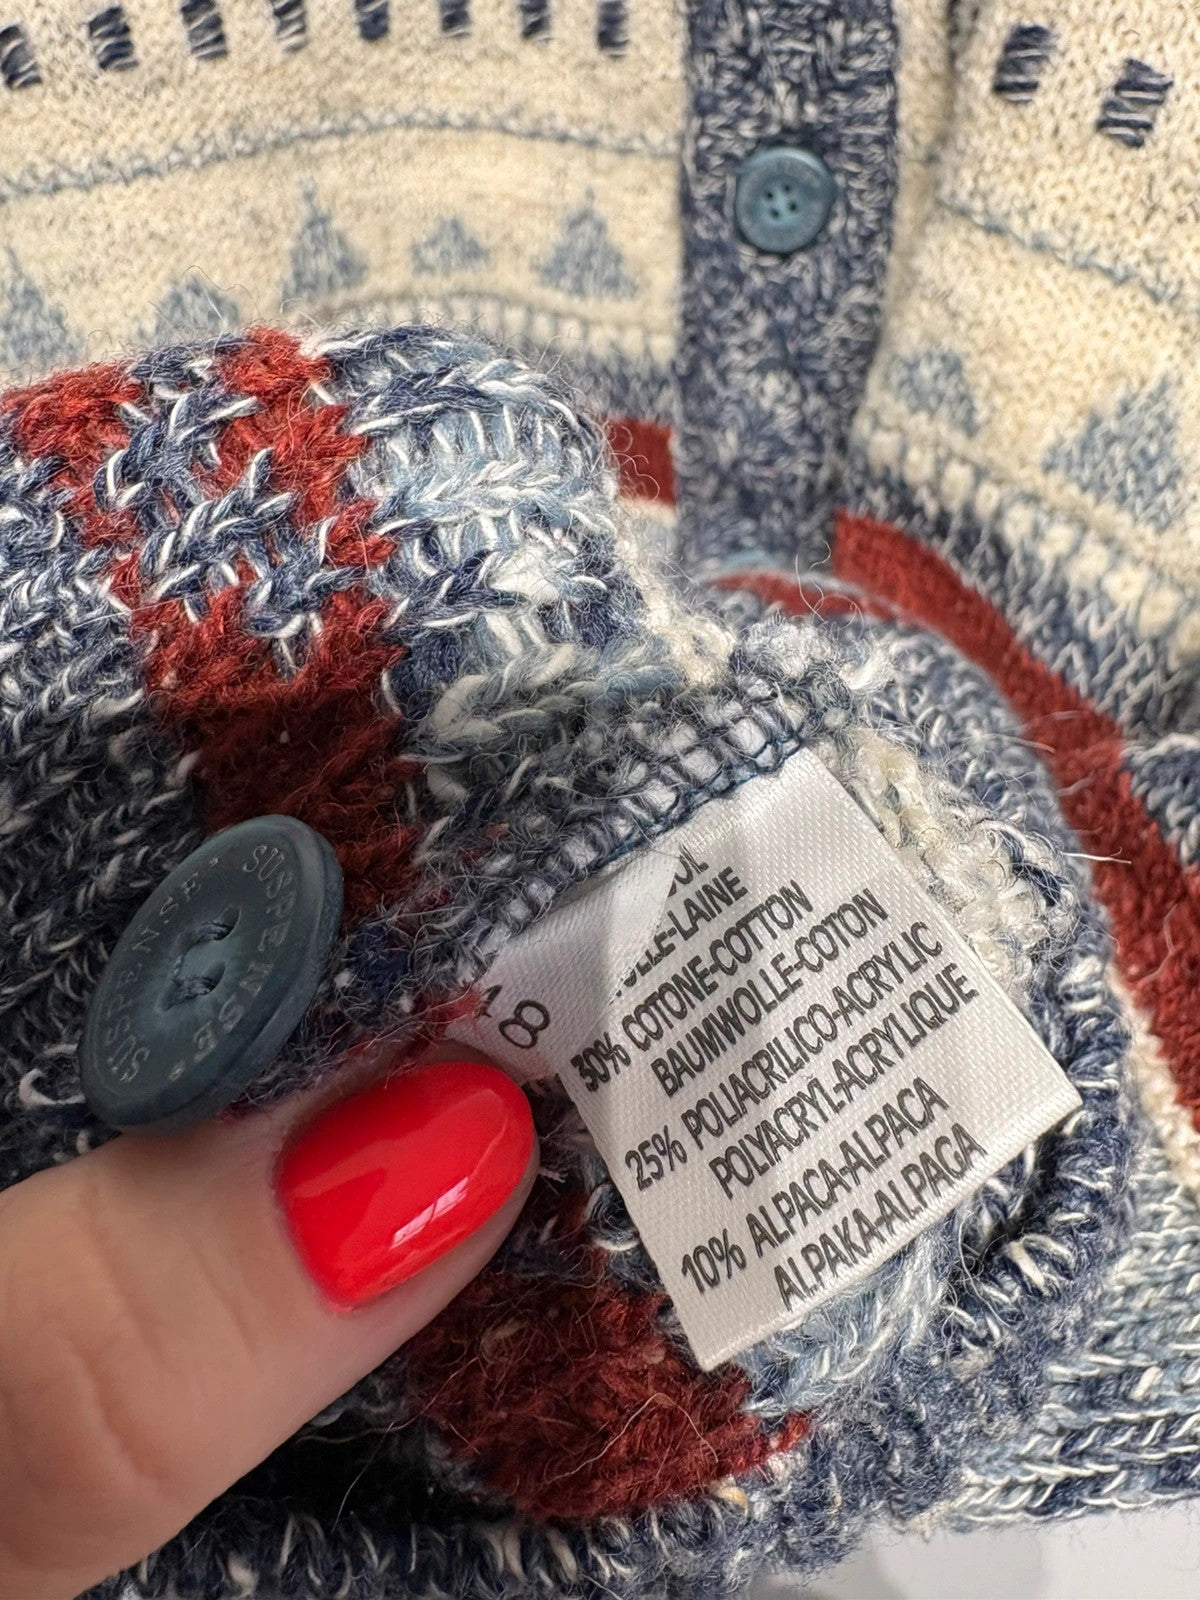 SUSPENSE
SUSPENSE
48
-LAINE
30% COTONE-COTTON
BAUMWOLLE-COTON
25% POLIACRILICO-ACRYLIC
POLYACRYL-ACRYLIQUE
10% ALPACA-ALPACA
ALPAKA-ALPAGA